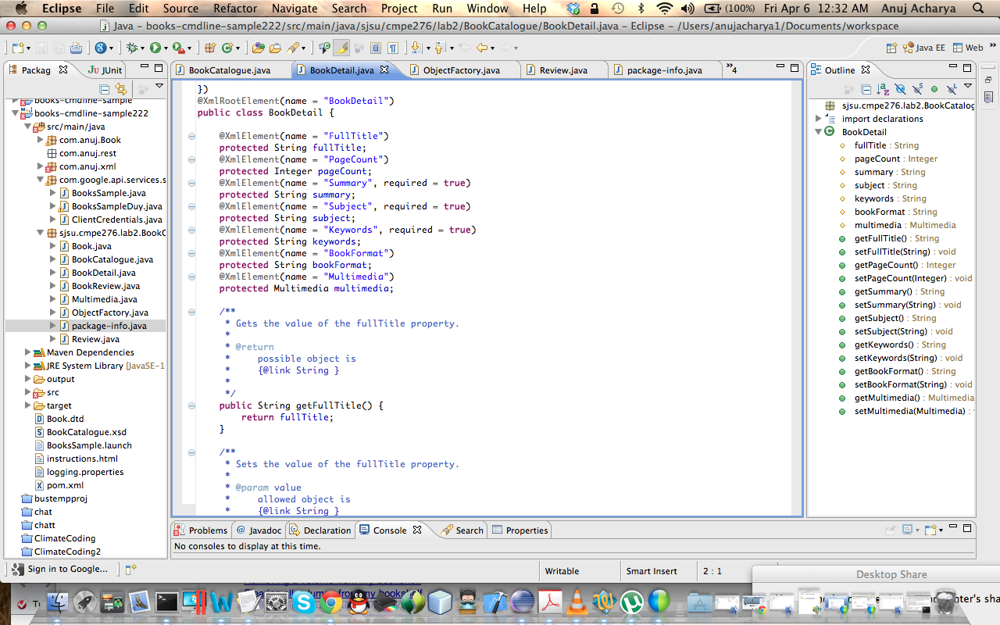 Eclipse File Edit Source Refactor Navigate Search Project Run Window Help (100%) Fri Apr 6 12:32 AM Anuj Acharya
Java – books-cmdline-sample222/src/main/java/sjsu/cmpe276/lab2/BookCatalogue/BookDetail.java – Eclipse – /Users/anujacharya1/Documents/workspace
Java EE Web »
Packag JUnit
BookCatalogue.java BookDetail.java ObjectFactory.java Review.java package-info.java »4
Outline
books-cmdline-sample
books-cmdline-sample222
src/main/java
com.anuj.Book
com.anuj.rest
com.anuj.xml
com.google.api.services.s
BooksSample.java
BooksSampleDuy.java
ClientCredentials.java
sjsu.cmpe276.lab2.BookC
Book.java
BookCatalogue.java
BookDetail.java
BookReview.java
Multimedia.java
ObjectFactory.java
package-info.java
Review.java
Maven Dependencies
JRE System Library [JavaSE-1
output
src
target
Book.dtd
BookCatalogue.xsd
BooksSample.launch
instructions.html
logging.properties
pom.xml
bustempproj
chat
chatt
ClimateCoding
ClimateCoding2
})
@XmlRootElement(name = "BookDetail")
public class BookDetail {
@XmlElement(name = "FullTitle")
protected String fullTitle;
@XmlElement(name = "PageCount")
protected Integer pageCount;
@XmlElement(name = "Summary", required = true)
protected String summary;
@XmlElement(name = "Subject", required = true)
protected String subject;
@XmlElement(name = "Keywords", required = true)
protected String keywords;
@XmlElement(name = "BookFormat")
protected String bookFormat;
@XmlElement(name = "Multimedia")
protected Multimedia multimedia;
/**
* Gets the value of the fullTitle property.
*
* @return
* possible object is
* {@link String }
*
*/
public String getFullTitle() {
return fullTitle;
}
/**
* Sets the value of the fullTitle property.
*
* @param value
* allowed object is
* {@link String }
sjsu.cmpe276.lab2.BookCatalog
import declarations
BookDetail
fullTitle : String
pageCount : Integer
summary : String
subject : String
keywords : String
bookFormat : String
multimedia : Multimedia
getFullTitle() : String
setFullTitle(String) : void
getPageCount() : Integer
setPageCount(Integer) : void
getSummary() : String
setSummary(String) : void
getSubject() : String
setSubject(String) : void
getKeywords() : String
setKeywords(String) : void
getBookFormat() : String
setBookFormat(String) : void
getMultimedia() : Multimedia
setMultimedia(Multimedia) :
Problems Javadoc Declaration Console Search Properties
No consoles to display at this time.
Sign in to Google...
Writable Smart Insert 2 : 1
Desktop Share